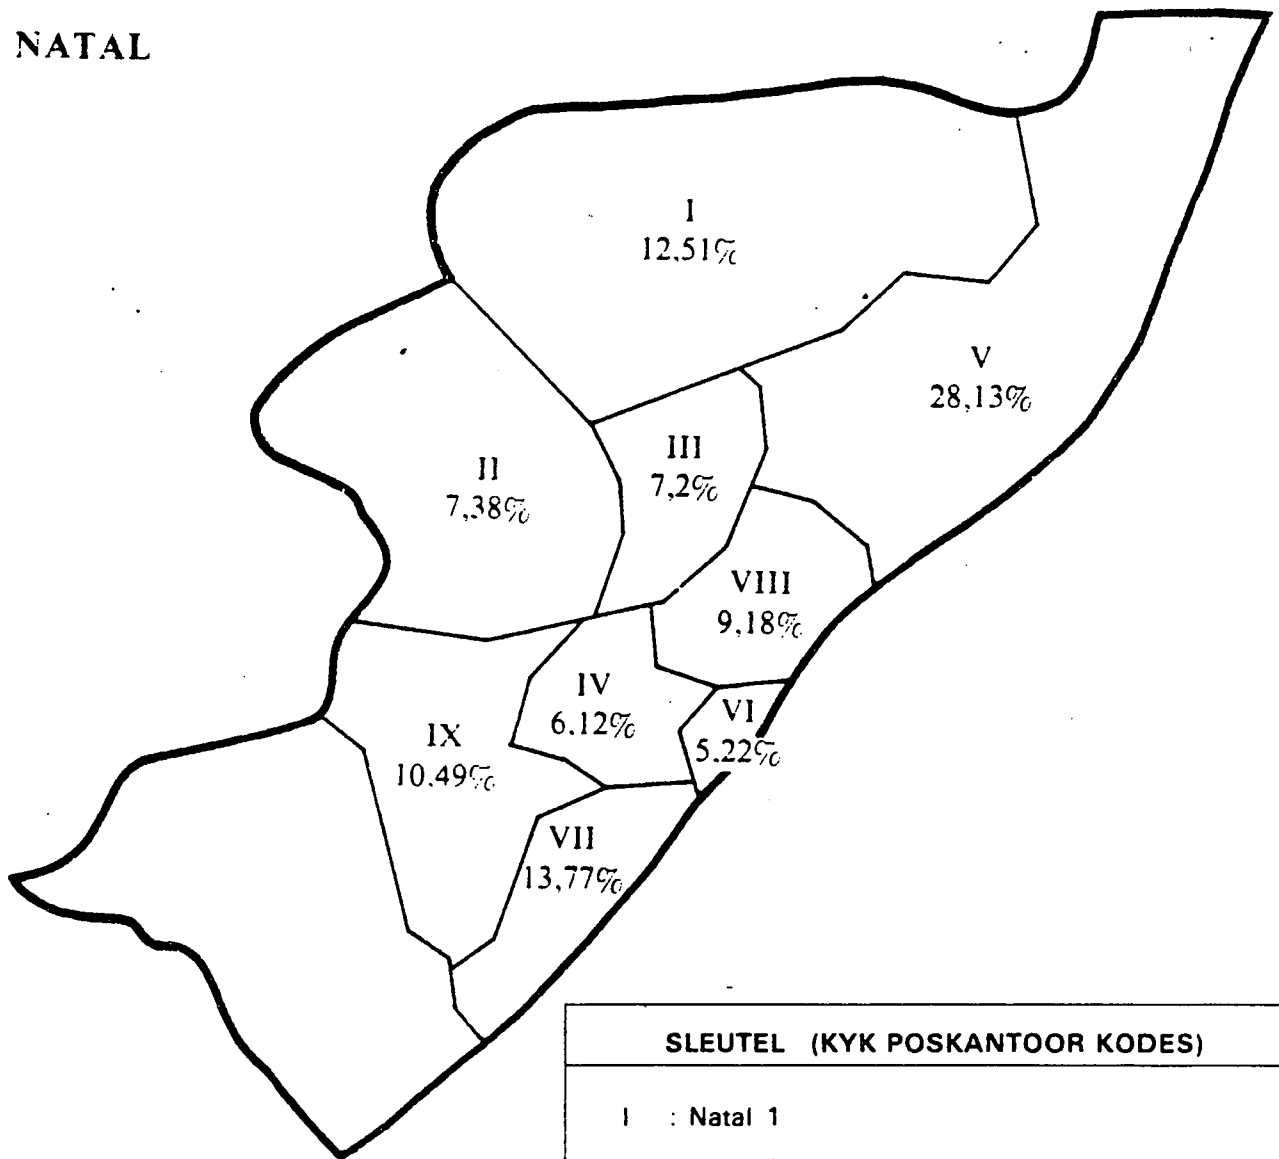 NATAL
I
12,51%
V
28,13%
III
7,2%
II
7,38%
VIII
9,18%
IV
6.12%
VI
5.22%
IX
10.49%
VII
13,77%
SLEUTEL (KYK POSKANTOOR KODES)
I : Natal 1